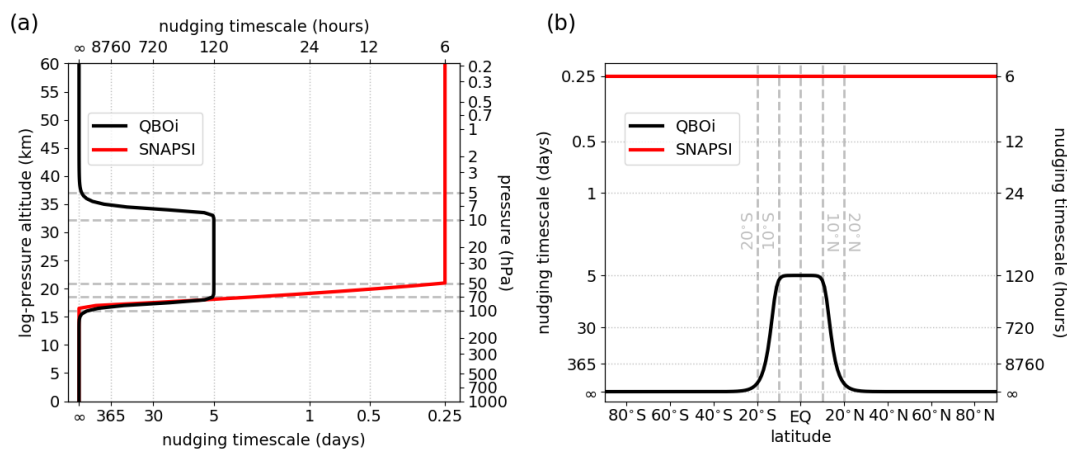 (a)
nudging timescale (hours)
∞ 8760 720 120 24 12 6
60
55
50
45
40
35
30
25
20
15
10
5
0
log-pressure altitude (km)
QBOi
SNAPSI
0.2
0.3
0.5
0.7
1
2
3
5
7
10
20
30
50
70
100
200
300
500
700
1000
pressure (hPa)
∞ 365 30 5 1 0.5 0.25
nudging timescale (days)
(b)
0.25
0.5
1
5
30
365
∞
nudging timescale (days)
QBOi
SNAPSI
20°S
10°S
10°N
20°N
6
12
24
120
720
8760
∞
nudging timescale (hours)
80°S 60°S 40°S 20°S EQ 20°N 40°N 60°N 80°N
latitude